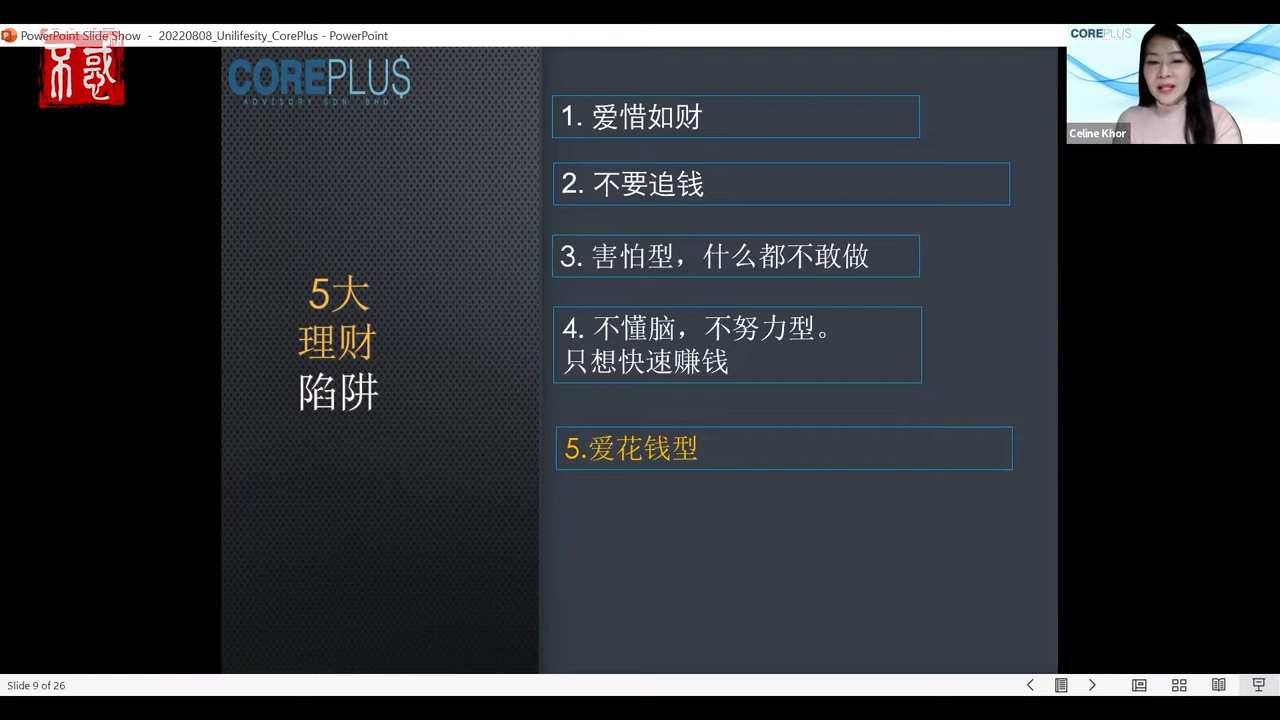 PowerPoint Slide Show - 20220808_Unilifesity_CorePlus - PowerPoint
不惑
COREPLU$
ADVISORY SDN. BHD
5大
理财
陷阱
1. 爱惜如财
2. 不要追钱
3. 害怕型，什么都不敢做
4. 不懂脑，不努力型。
只想快速赚钱
5.爱花钱型
COREPLUS
Celine Khor
Slide 9 of 26